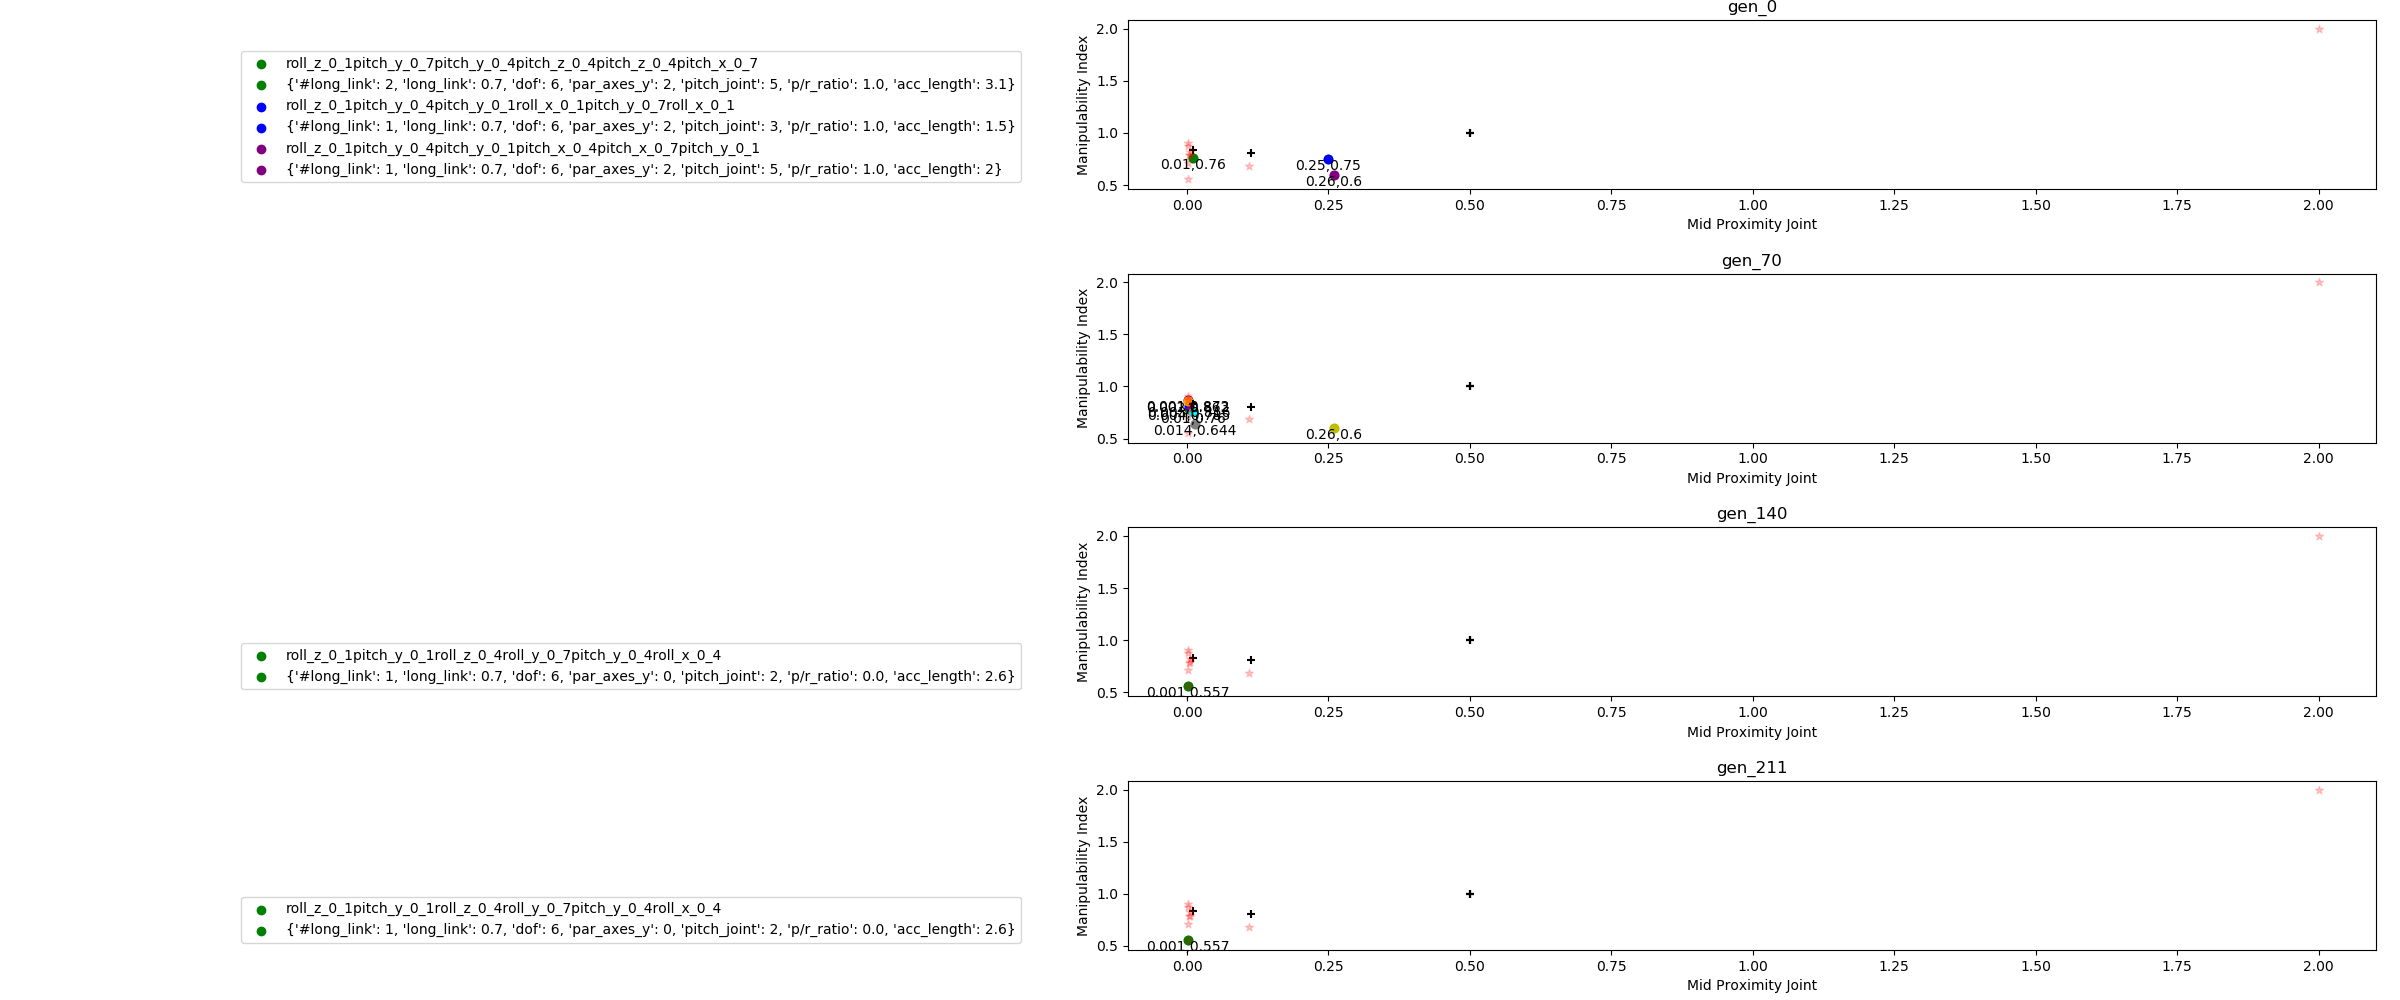 gen_0
roll_z_0_1pitch_y_0_7pitch_y_0_4pitch_z_0_4pitch_z_0_4pitch_x_0_7
{'#long_link': 2, 'long_link': 0.7, 'dof': 6, 'par_axes_y': 2, 'pitch_joint': 5, 'p/r_ratio': 1.0, 'acc_length': 3.1}
roll_z_0_1pitch_y_0_4pitch_y_0_1roll_x_0_1pitch_y_0_7roll_x_0_1
{'#long_link': 1, 'long_link': 0.7, 'dof': 6, 'par_axes_y': 2, 'pitch_joint': 3, 'p/r_ratio': 1.0, 'acc_length': 1.5}
roll_z_0_1pitch_y_0_4pitch_y_0_1pitch_x_0_4pitch_x_0_7pitch_y_0_1
{'#long_link': 1, 'long_link': 0.7, 'dof': 6, 'par_axes_y': 2, 'pitch_joint': 5, 'p/r_ratio': 1.0, 'acc_length': 2}
Manipulability Index
2.0
1.5
1.0
0.5
0.01,0.76
0.25,0.75
0.26,0.6
0.00 0.25 0.50 0.75 1.00 1.25 1.50 1.75 2.00
Mid Proximity Joint
gen_70
Manipulability Index
2.0
1.5
1.0
0.5
0.01,0.76
0.014,0.644
0.26,0.6
0.00 0.25 0.50 0.75 1.00 1.25 1.50 1.75 2.00
Mid Proximity Joint
gen_140
roll_z_0_1pitch_y_0_1roll_z_0_4roll_y_0_7pitch_y_0_4roll_x_0_4
{'#long_link': 1, 'long_link': 0.7, 'dof': 6, 'par_axes_y': 0, 'pitch_joint': 2, 'p/r_ratio': 0.0, 'acc_length': 2.6}
Manipulability Index
2.0
1.5
1.0
0.5
0.001,0.557
0.00 0.25 0.50 0.75 1.00 1.25 1.50 1.75 2.00
Mid Proximity Joint
gen_211
roll_z_0_1pitch_y_0_1roll_z_0_4roll_y_0_7pitch_y_0_4roll_x_0_4
{'#long_link': 1, 'long_link': 0.7, 'dof': 6, 'par_axes_y': 0, 'pitch_joint': 2, 'p/r_ratio': 0.0, 'acc_length': 2.6}
Manipulability Index
2.0
1.5
1.0
0.5
0.001,0.557
0.00 0.25 0.50 0.75 1.00 1.25 1.50 1.75 2.00
Mid Proximity Joint